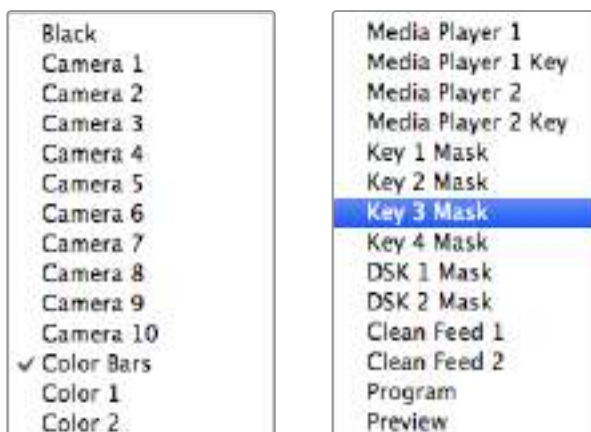 Black
Camera 1
Camera 2
Camera 3
Camera 4
Camera 5
Camera 6
Camera 7
Camera 8
Camera 9
Camera 10
✓ Color Bars
Color 1
Color 2
Media Player 1
Media Player 1 Key
Media Player 2
Media Player 2 Key
Key 1 Mask
Key 2 Mask
Key 3 Mask
Key 4 Mask
DSK 1 Mask
DSK 2 Mask
Clean Feed 1
Clean Feed 2
Program
Preview